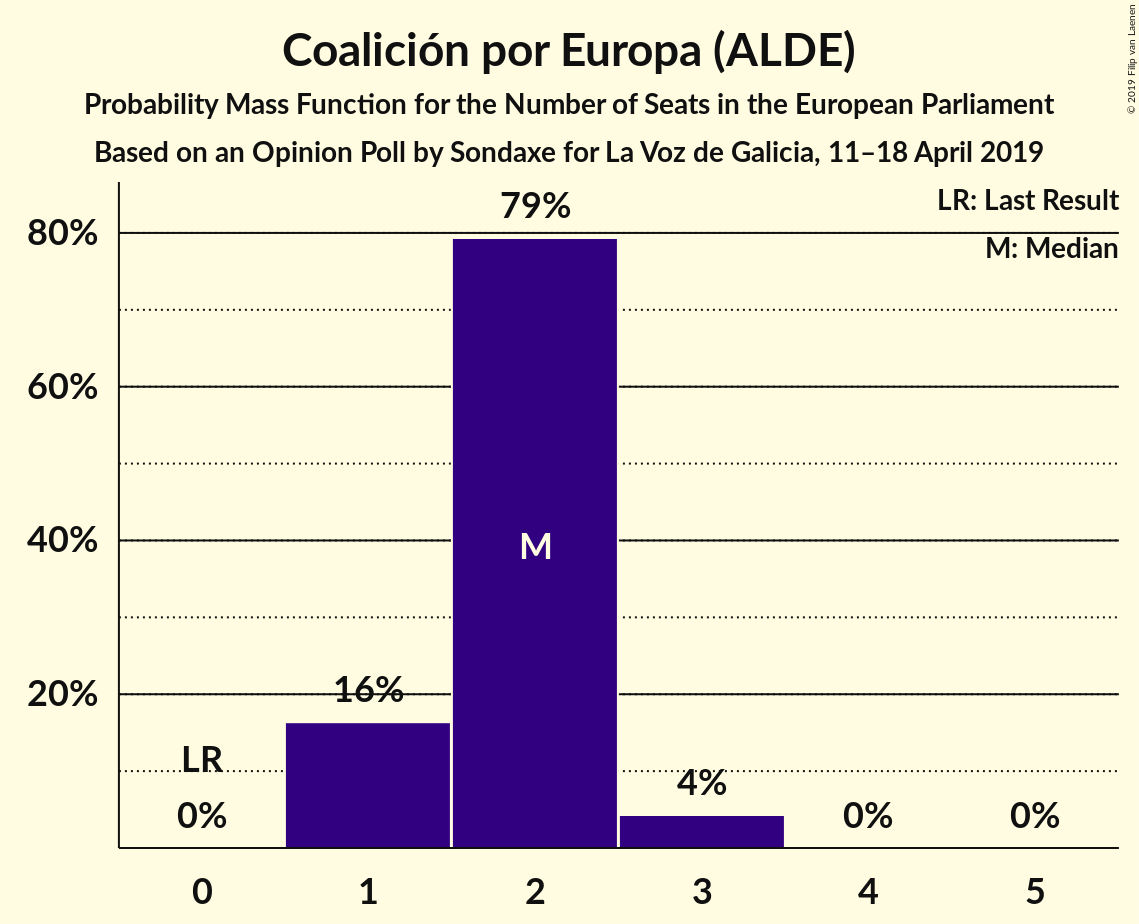 Coalición por Europa (ALDE)
Probability Mass Function for the Number of Seats in the European Parliament
Based on an Opinion Poll by Sondaxe for La Voz de Galicia, 11–18 April 2019
© 2019 Filip van Laenen
LR: Last Result
M: Median
80%
60%
40%
20%
79%
M
16%
LR
0%
4%
0%
0%
0 1 2 3 4 5